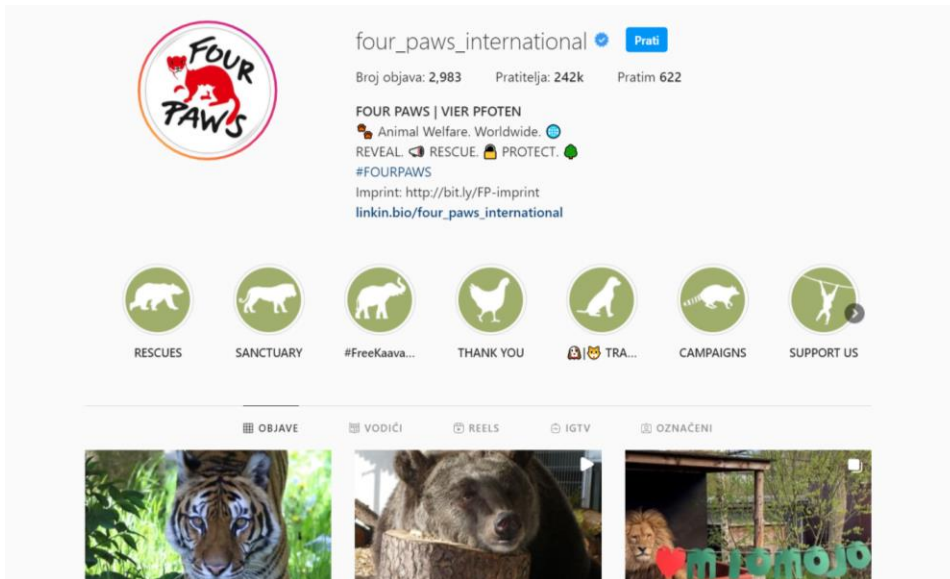 FOUR
PAWS
four_paws_international Prati
Broj objava: 2,983 Pratitelja: 242k Pratim 622
FOUR PAWS | VIER PFOTEN
Animal Welfare. Worldwide.
REVEAL. RESCUE. PROTECT.
#FOURPAWS
Imprint: http://bit.ly/FP-imprint
linkin.bio/four_paws_international
RESCUES SANCTUARY #FreeKaava... THANK YOU | TRA... CAMPAIGNS SUPPORT US
OBJAVE VODIČI REELS IGTV OZNAČENI
mjomojo